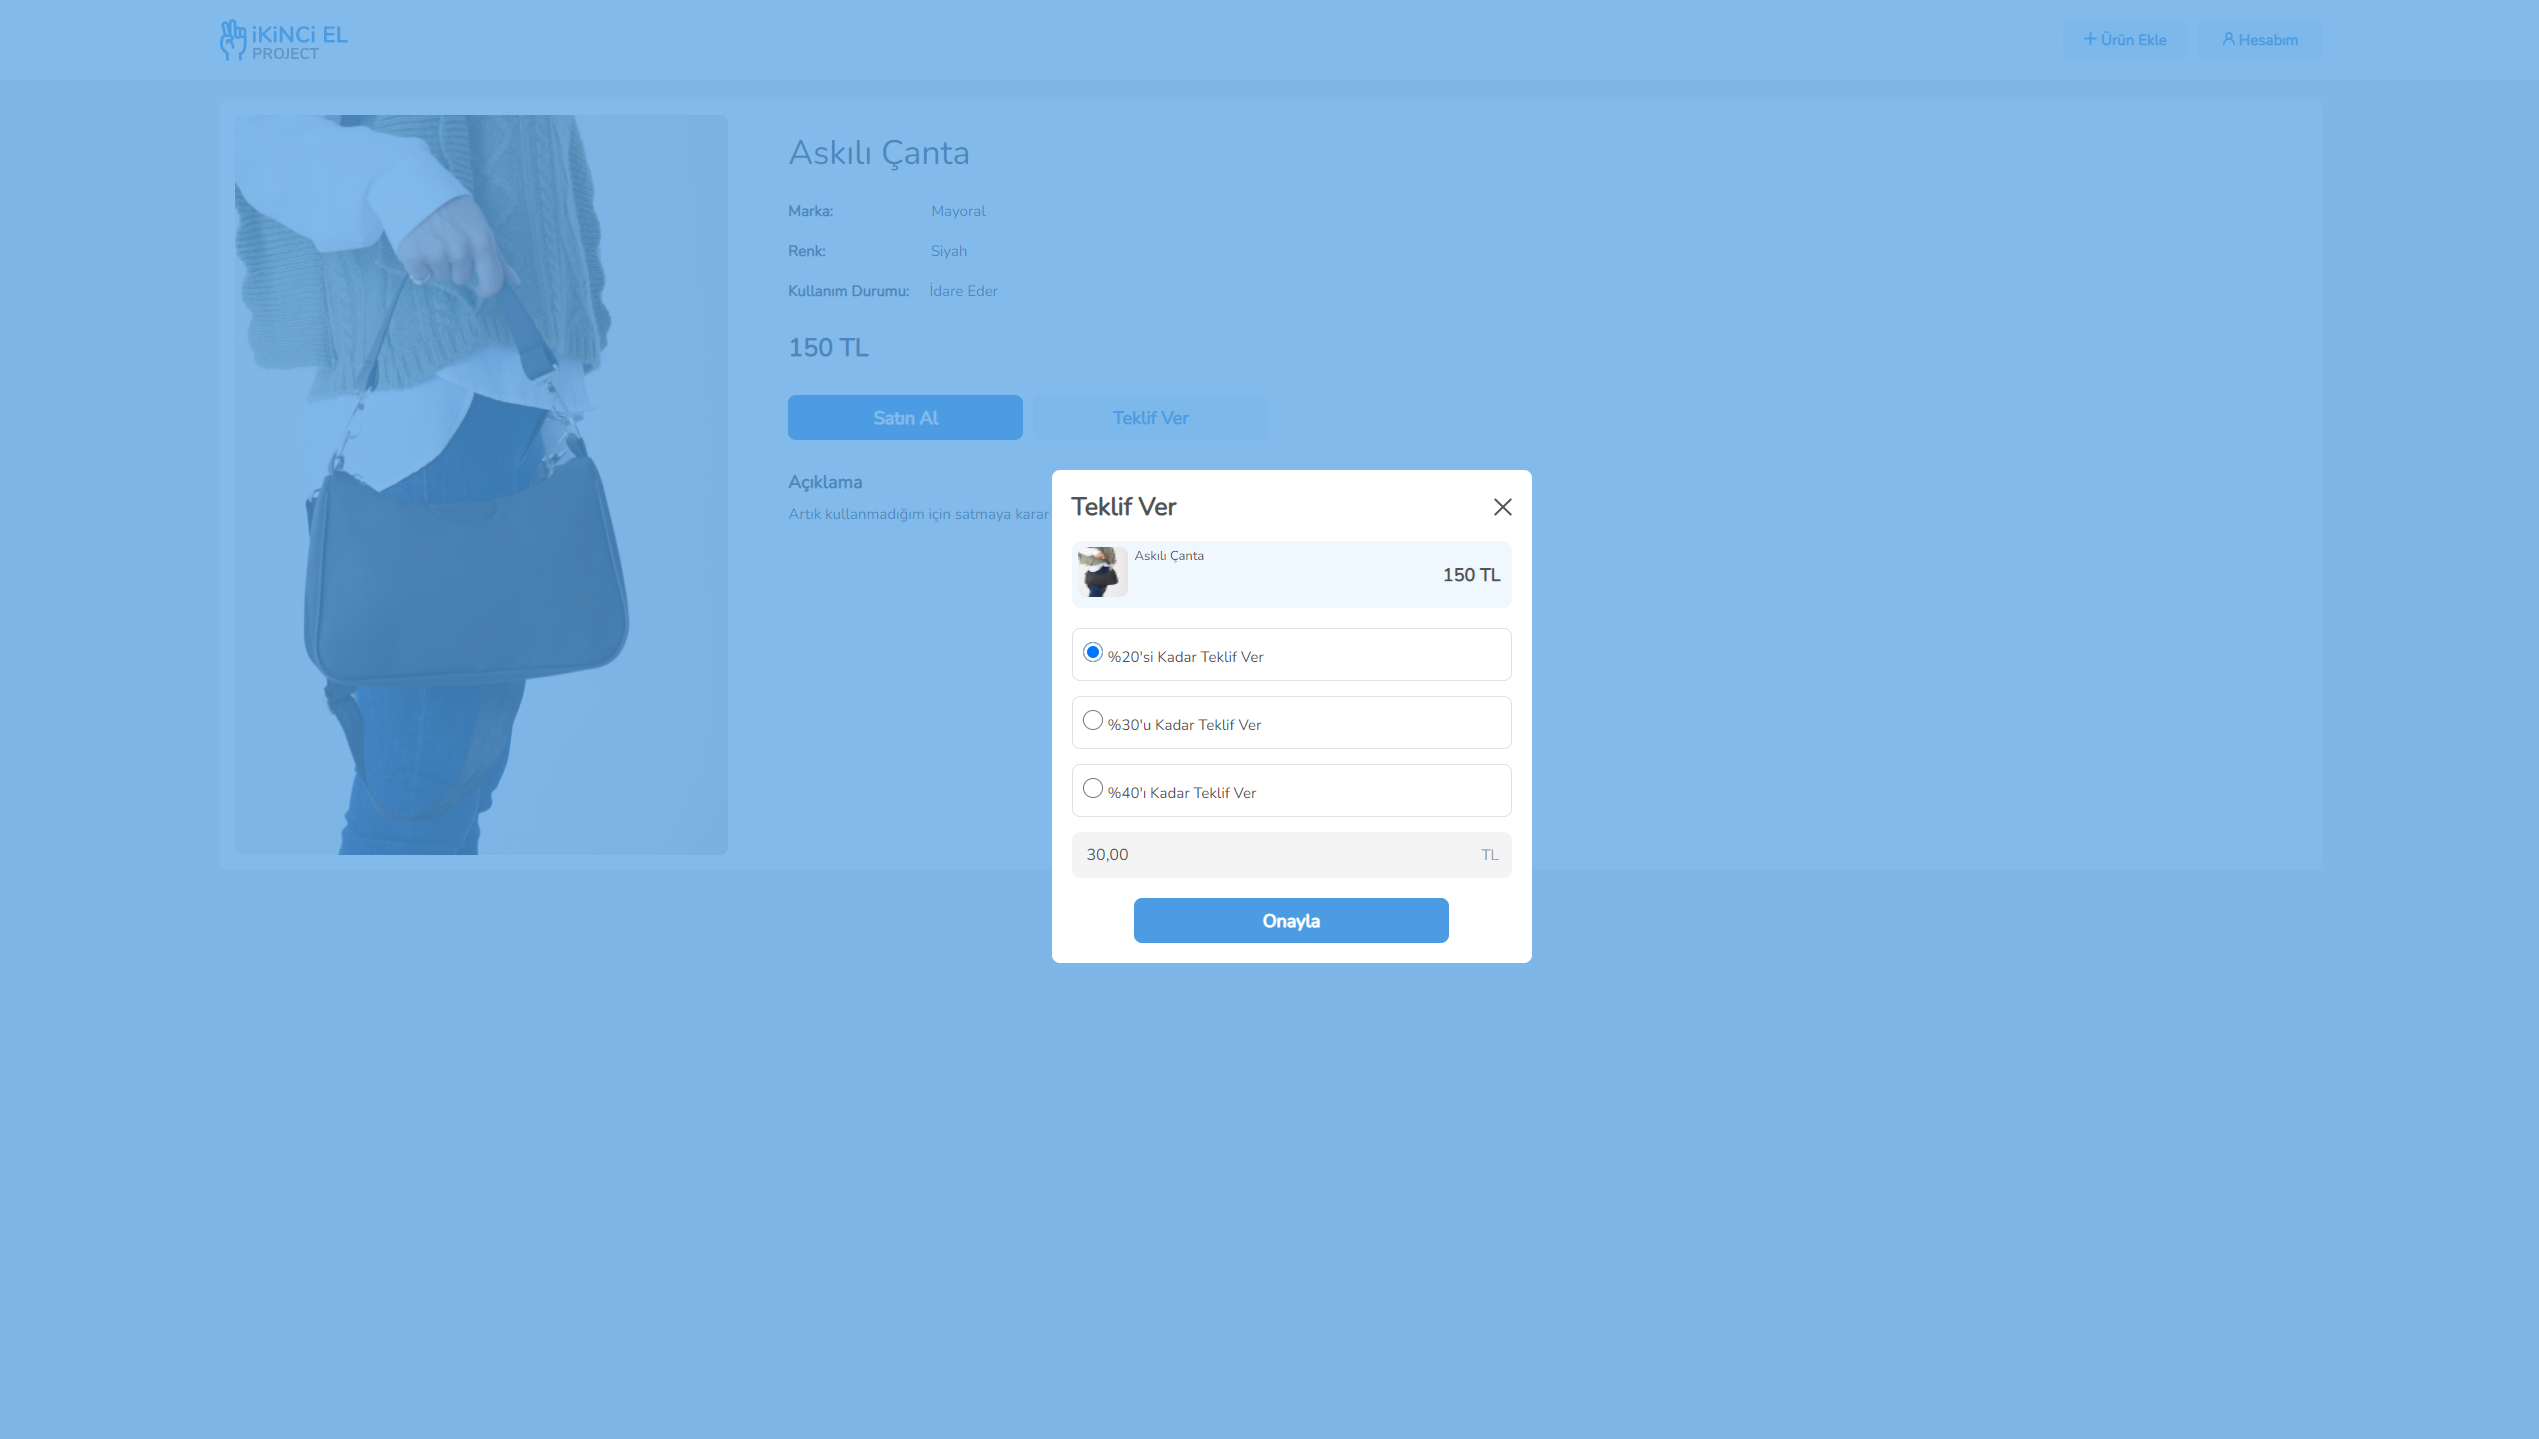 iKiNCi EL
PROJECT
Ürün Ekle
Hesabım
Askılı Çanta
Marka: Mayoral
Renk: Siyah
Kullanım Durumu: İdare Eder
150 TL
Satın Al
Teklif Ver
Açıklama
Artık kullanmadığım için satmaya karar
Teklif Ver
Askılı Çanta
150 TL
%20'si Kadar Teklif Ver
%30'u Kadar Teklif Ver
%40'ı Kadar Teklif Ver
30,00 TL
Onayla